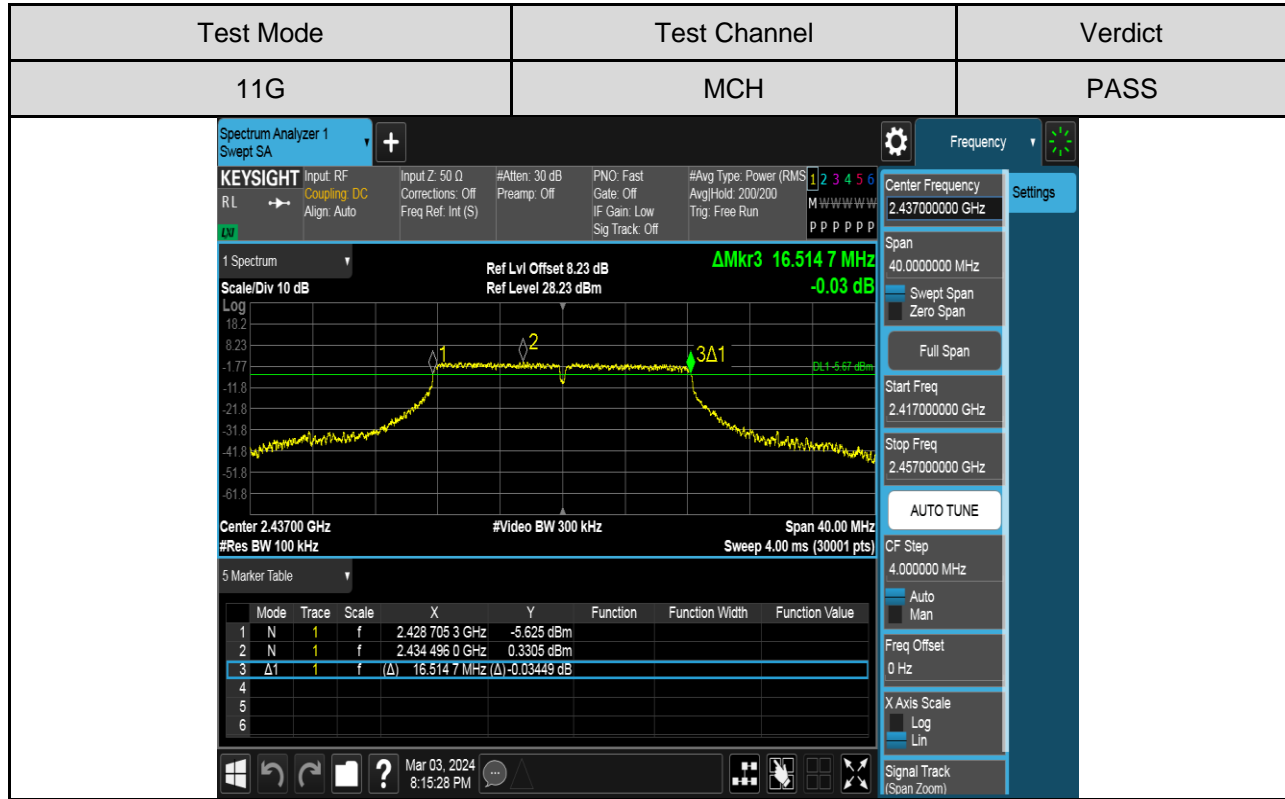 Test Mode Test Channel Verdict
11G MCH PASS
Spectrum Analyzer 1
Swept SA
+
Frequency
KEYSIGHT Input: RF Input Z: 50 Ω #Atten: 30 dB PNO: Fast #Avg Type: Power (RMS 1 2 3 4 5 6
RL Coupling: DC Corrections: Off Preamp: Off Gate: Off Avg|Hold: 200/200 M W W W W W
Align: Auto Freq Ref: Int (S) IF Gain: Low Trig: Free Run
LXI Sig Track: Off P P P P P P
1 Spectrum
Ref Lvl Offset 8.23 dB ΔMkr3 16.514 7 MHz
Scale/Div 10 dB Ref Level 28.23 dBm -0.03 dB
Log
18.2
8.23
-1.77
-11.8
-21.8
-31.8
-41.8
-51.8
-61.8
1
2
3Δ1
DL1 -5.67 dBm
Center 2.43700 GHz #Video BW 300 kHz Span 40.00 MHz
#Res BW 100 kHz Sweep 4.00 ms (30001 pts)
5 Marker Table
Mode Trace Scale X Y Function Function Width Function Value
1 N 1 f 2.428 705 3 GHz -5.625 dBm
2 N 1 f 2.434 496 0 GHz 0.3305 dBm
3 Δ1 1 f (Δ) 16.514 7 MHz (Δ) -0.03449 dB
4
5
6
?
Mar 03, 2024
8:15:28 PM
Center Frequency
2.437000000 GHz
Settings
Span
40.0000000 MHz
Swept Span
Zero Span
Full Span
Start Freq
2.417000000 GHz
Stop Freq
2.457000000 GHz
AUTO TUNE
CF Step
4.000000 MHz
Auto
Man
Freq Offset
0 Hz
X Axis Scale
Log
Lin
Signal Track
(Span Zoom)